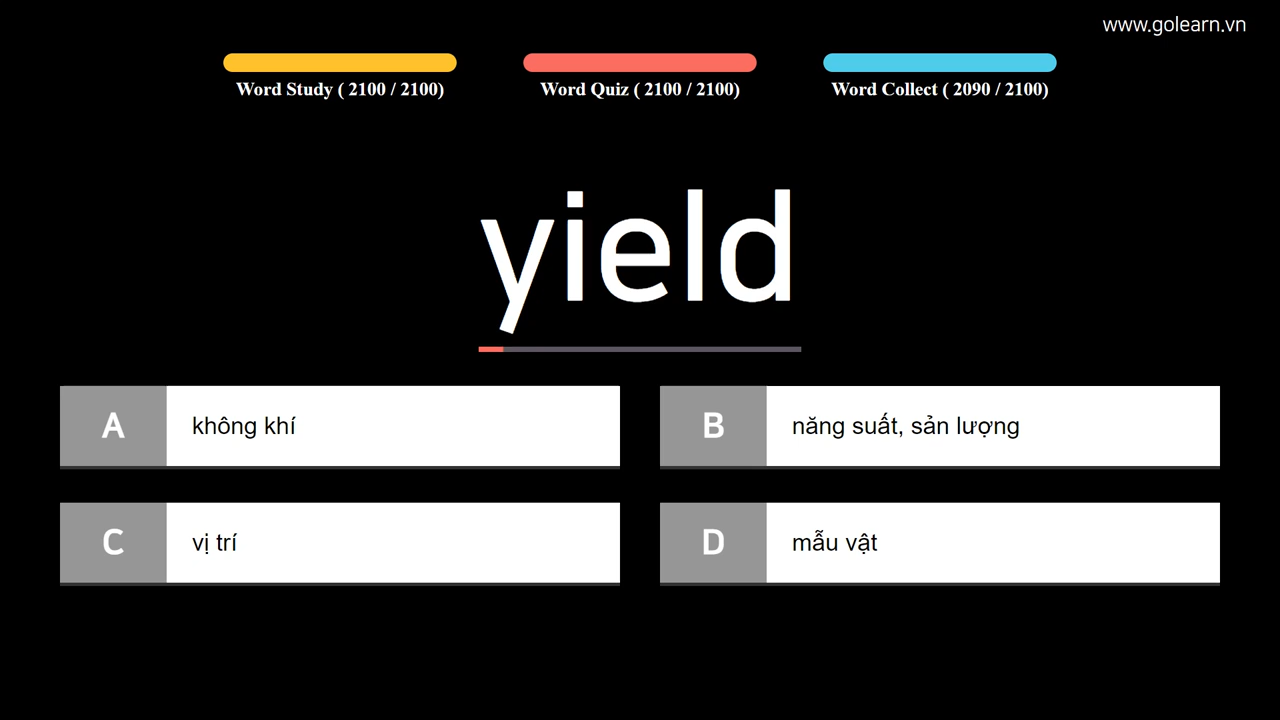 www.golearn.vn
Word Study ( 2100 / 2100)
Word Quiz ( 2100 / 2100)
Word Collect ( 2090 / 2100)
yield
A không khí
B năng suất, sản lượng
C vị trí
D mẫu vật